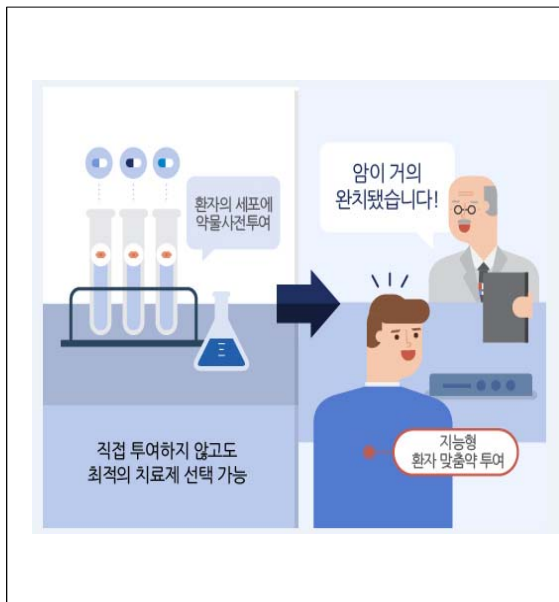 환자의 세포에
약물사전투여
암이 거의
완치됐습니다!
직접 투여하지 않고도
최적의 치료제 선택 가능
지능형
환자 맞춤약 투여